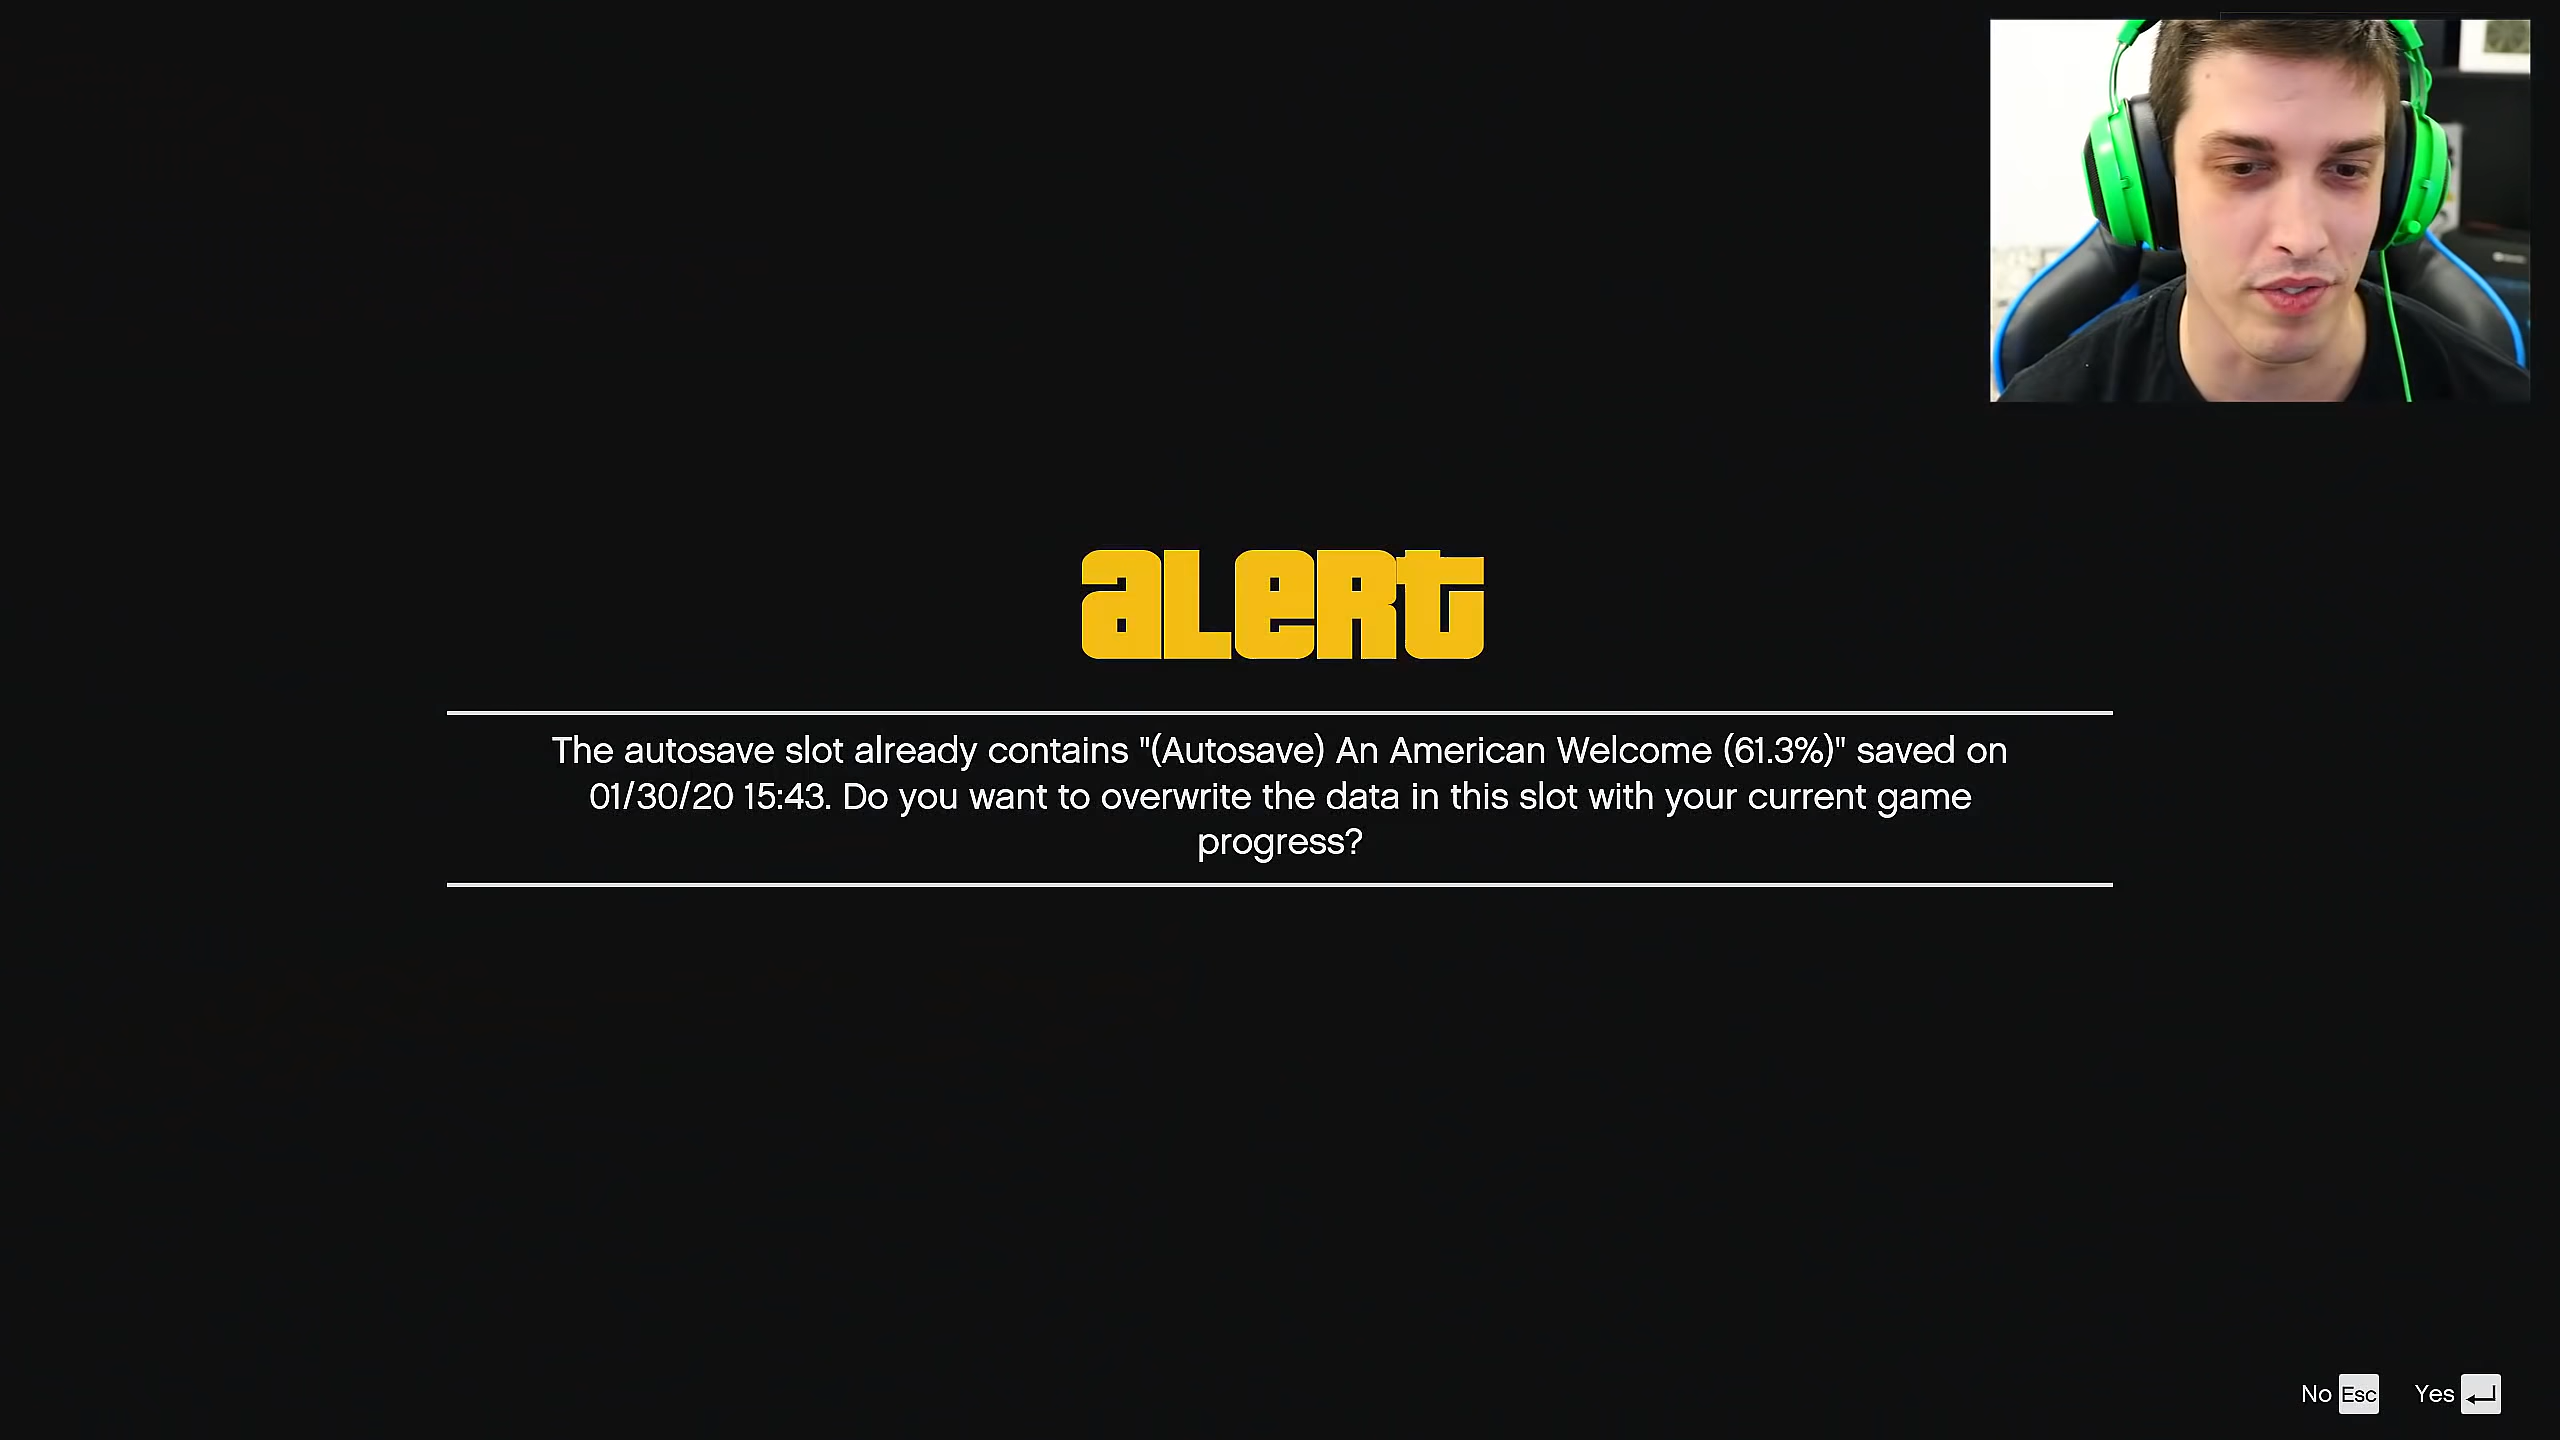 aLeRt
The autosave slot already contains "(Autosave) An American Welcome (61.3%)" saved on
01/30/20 15:43. Do you want to overwrite the data in this slot with your current game
progress?
No Esc Yes